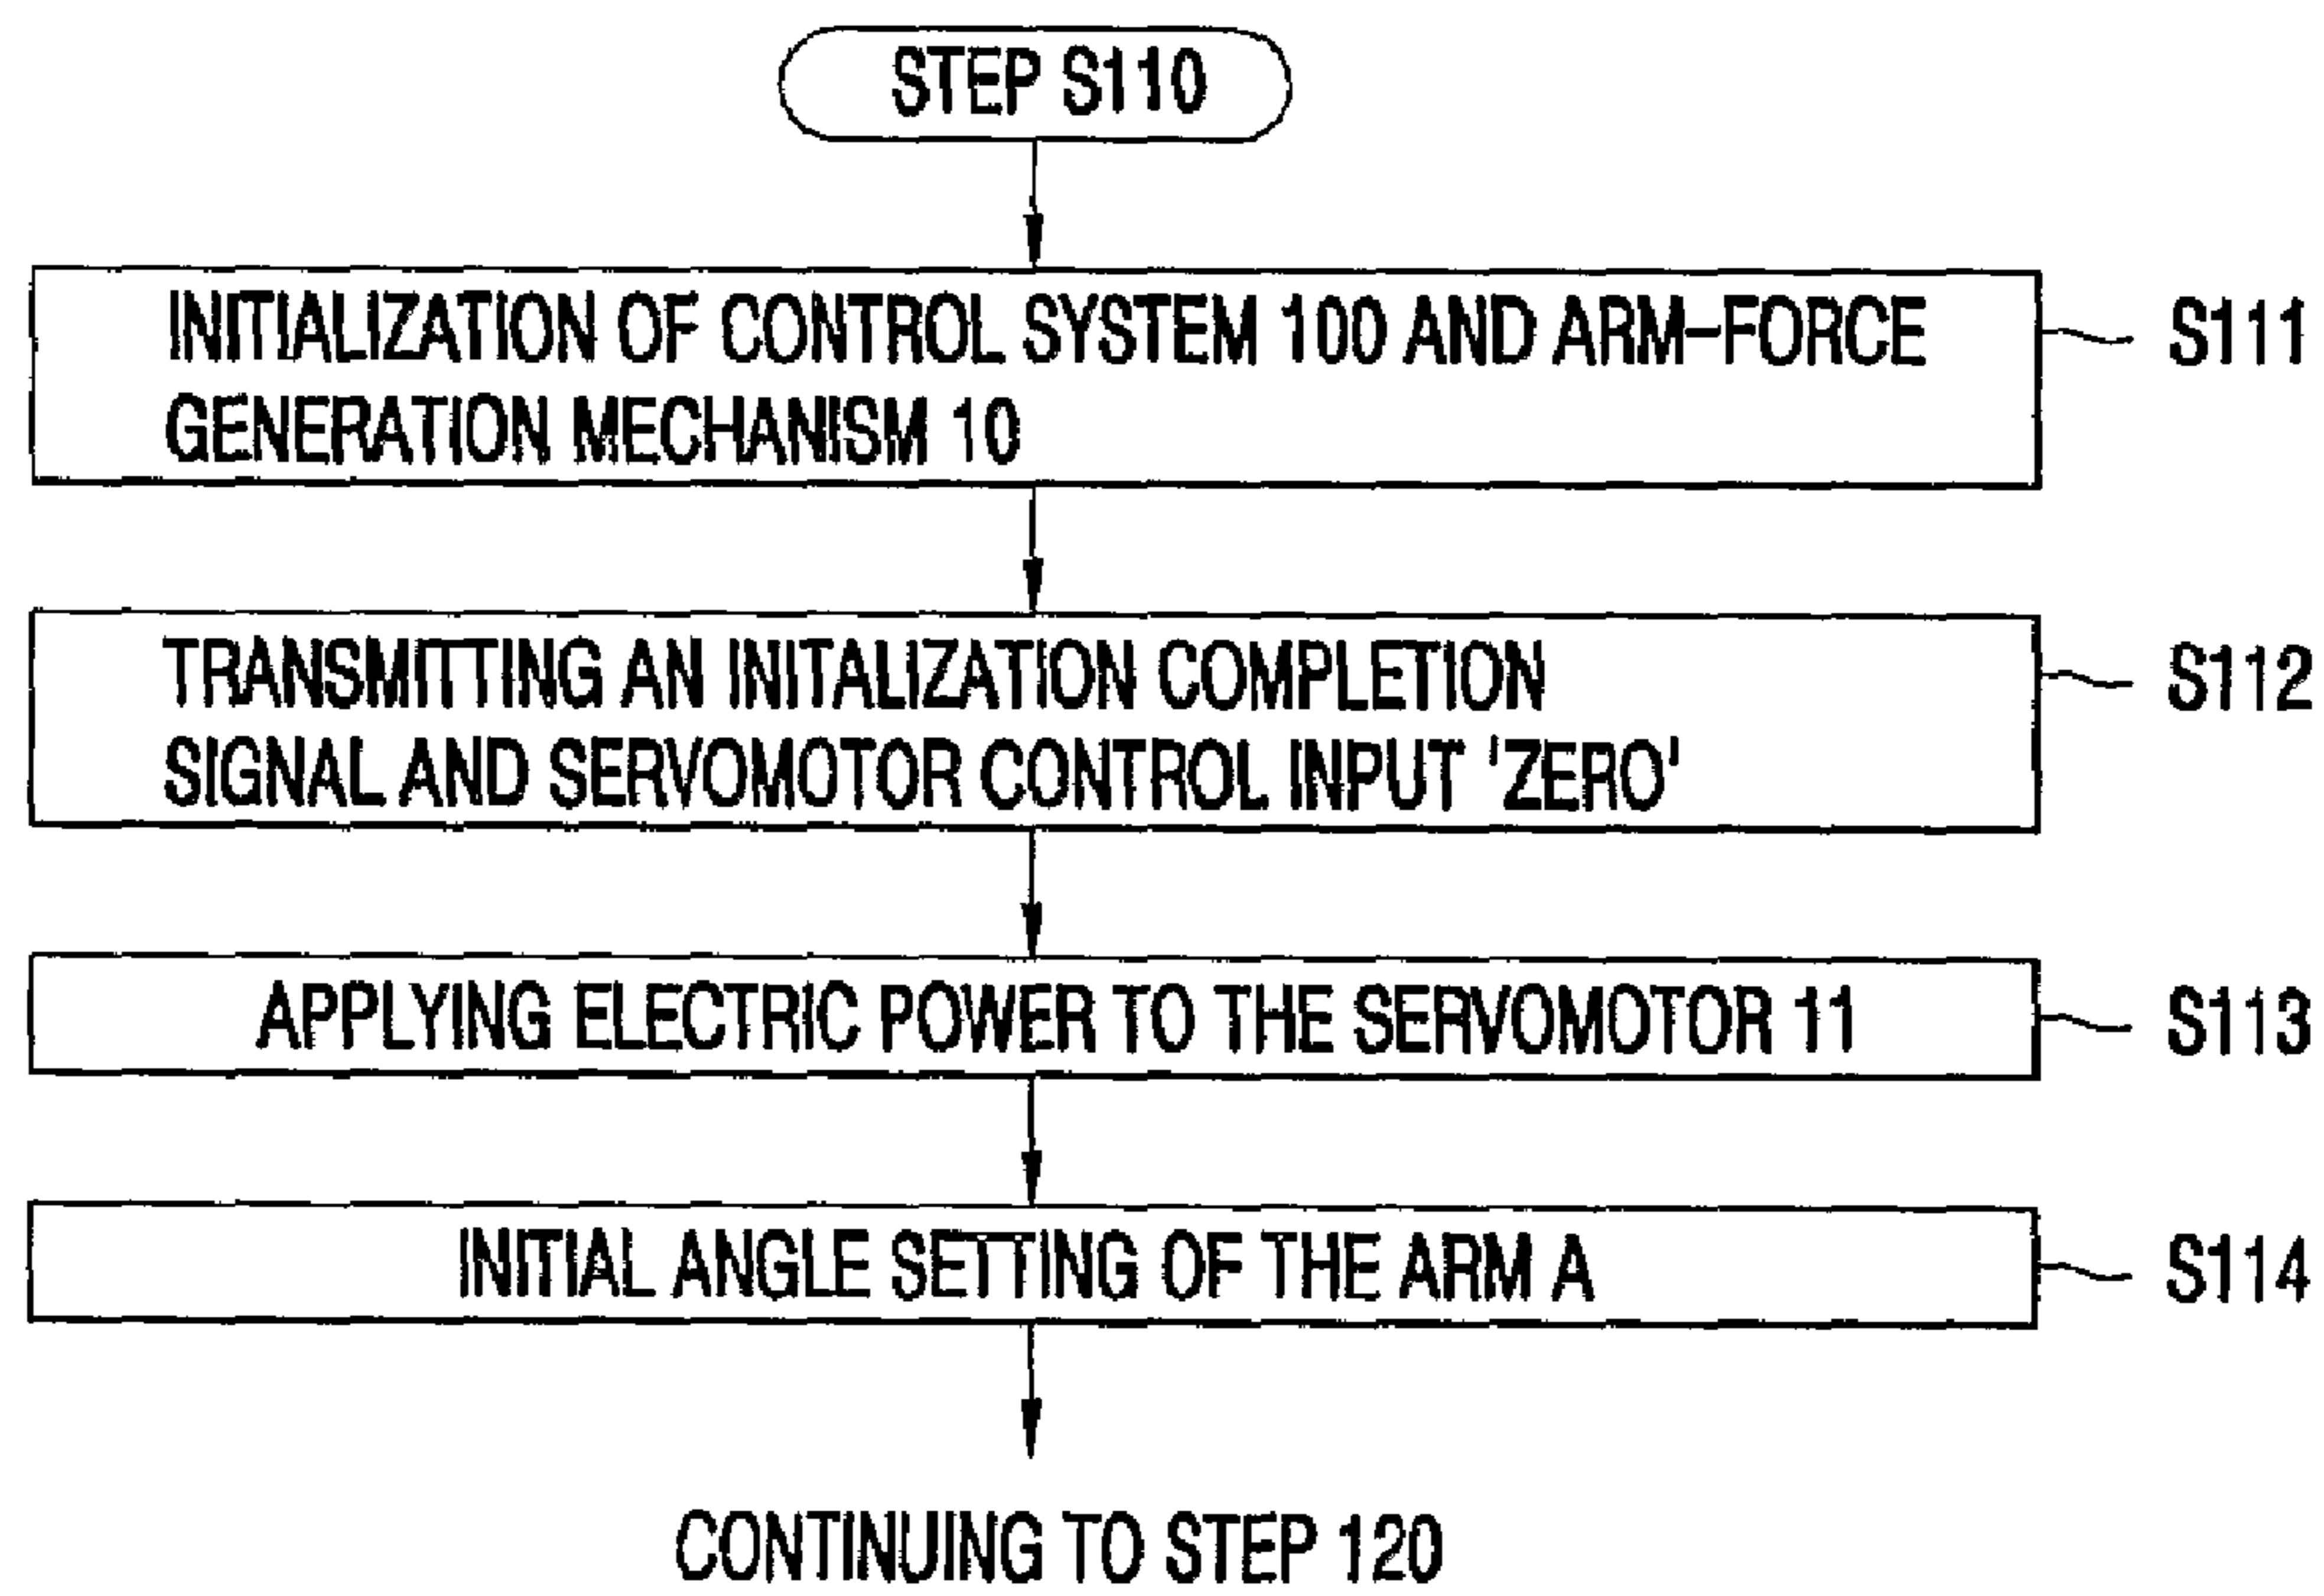 STEP S110
INITIALIZATION OF CONTROL SYSTEM 100 AND ARM-FORCE
GENERATION MECHANISM 10
S111
TRANSMITTING AN INITALIZATION COMPLETION
SIGNAL AND SERVOMOTOR CONTROL INPUT 'ZERO'
S112
APPLYING ELECTRIC POWER TO THE SERVOMOTOR 11
S113
INITIAL ANGLE SETTING OF THE ARM A
S114
CONTINUING TO STEP 120